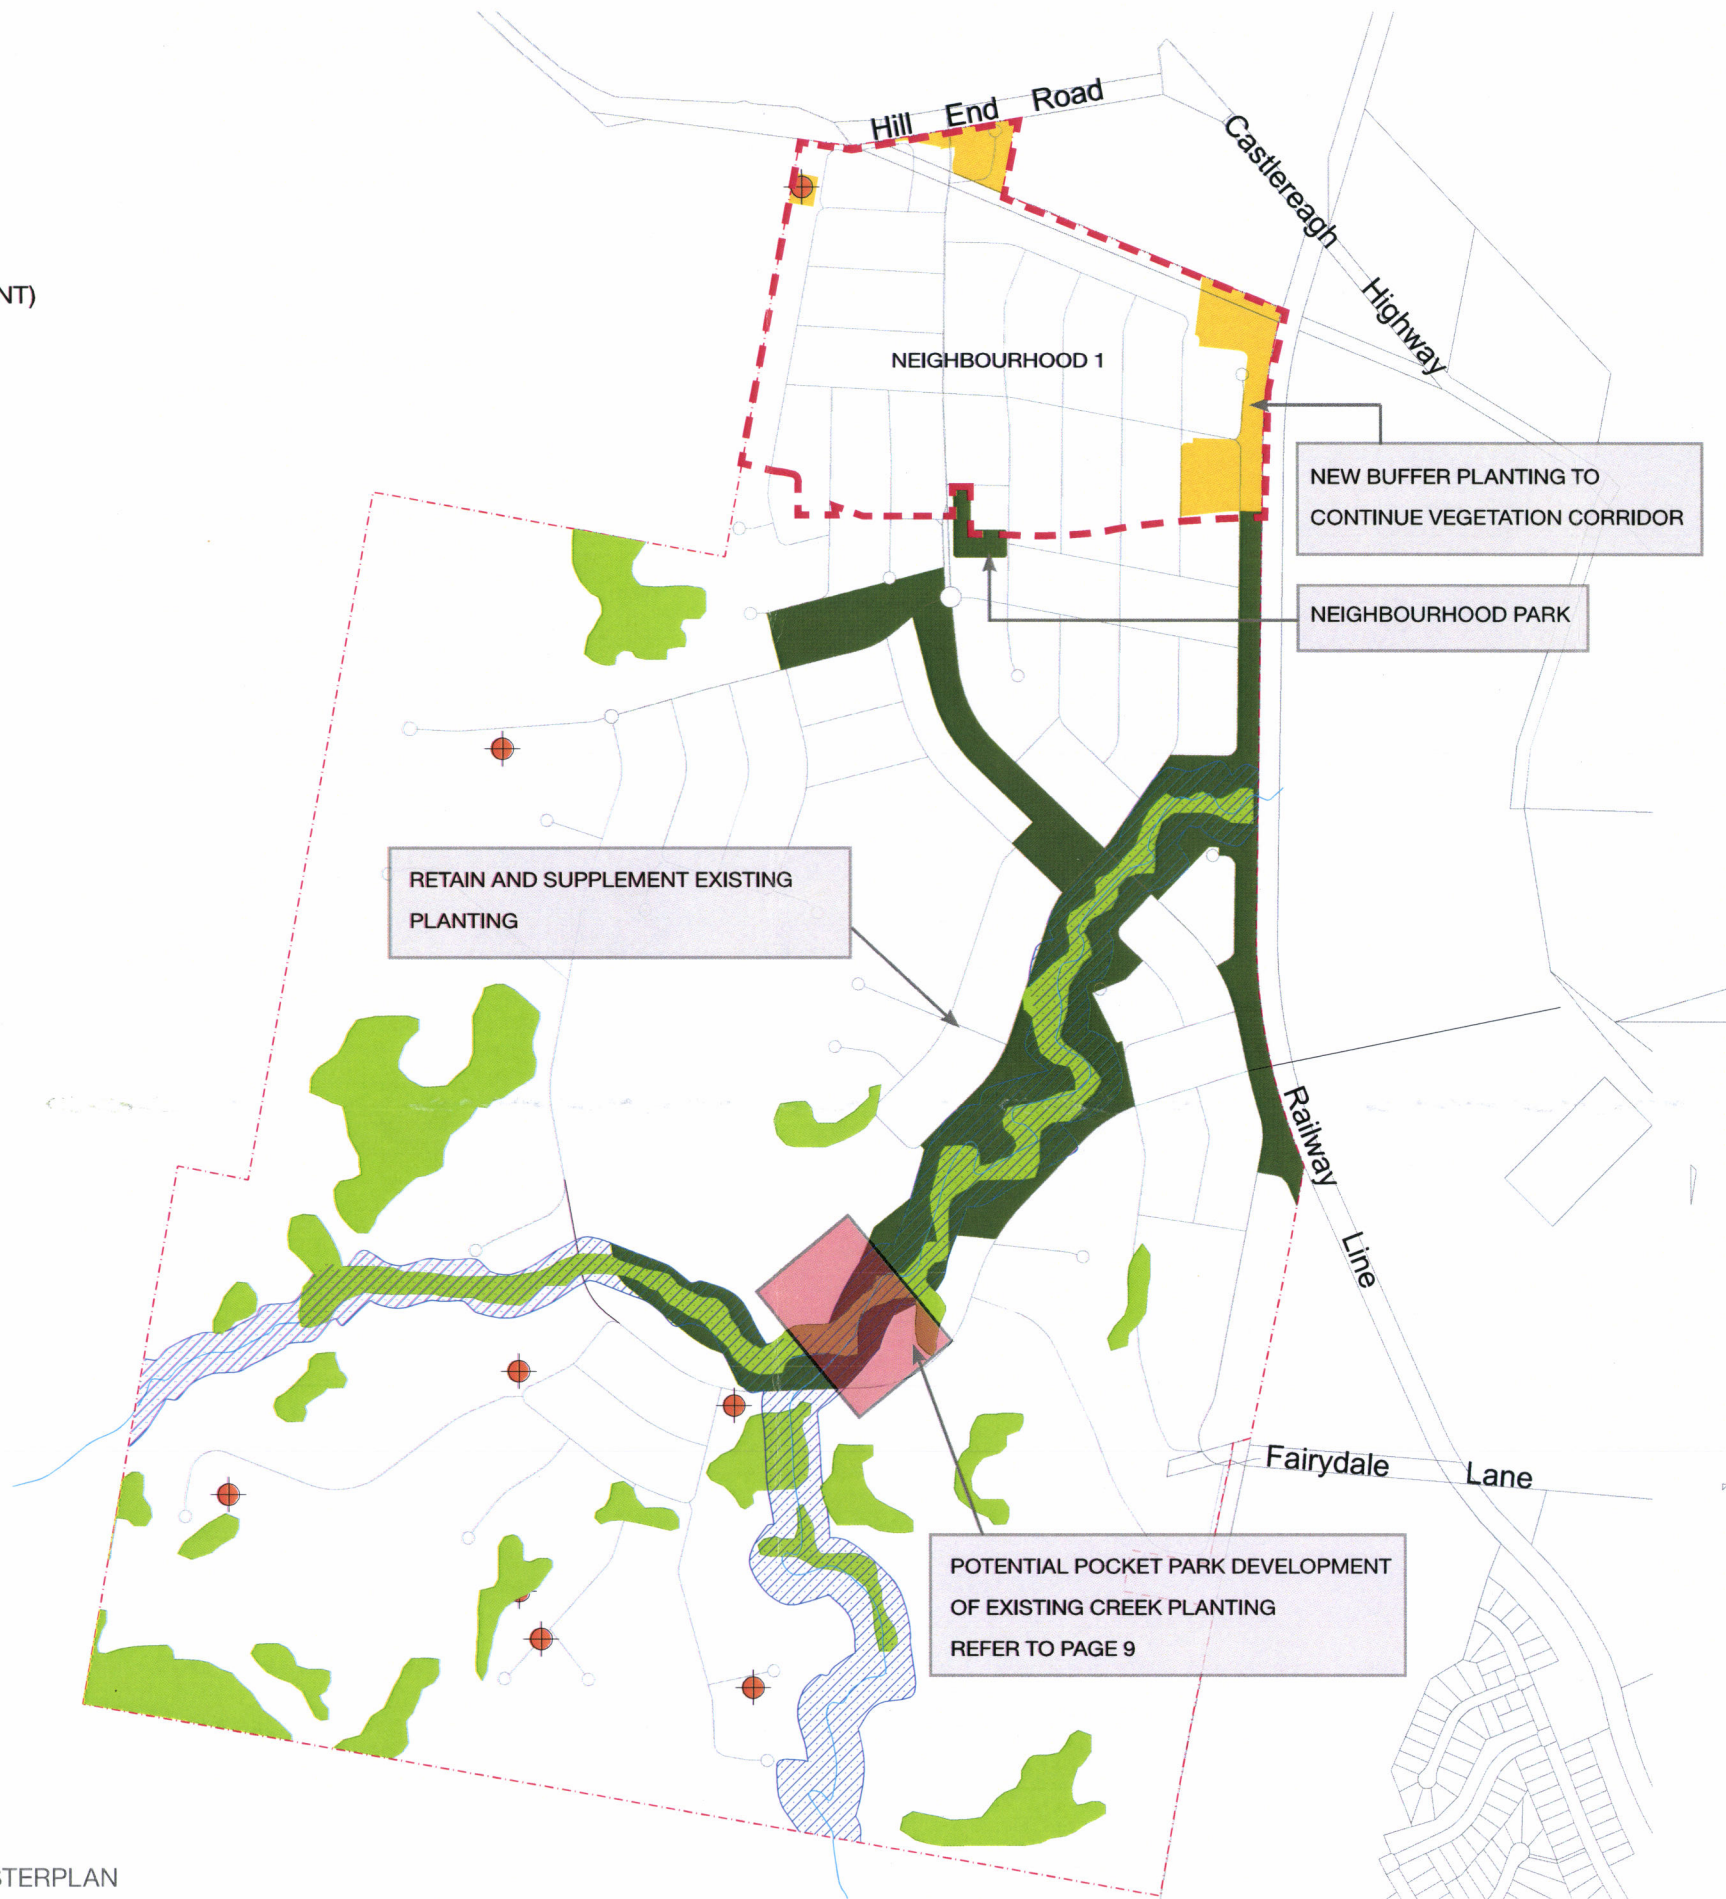 Hill End Road
Castlereagh Highway
NT)
NEIGHBOURHOOD 1
NEW BUFFER PLANTING TO
CONTINUE VEGETATION CORRIDOR
NEIGHBOURHOOD PARK
RETAIN AND SUPPLEMENT EXISTING
PLANTING
Railway Line
Fairydale Lane
POTENTIAL POCKET PARK DEVELOPMENT
OF EXISTING CREEK PLANTING
REFER TO PAGE 9
STERPLAN